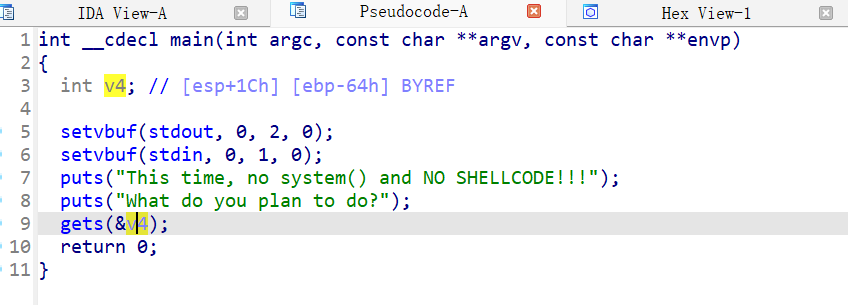 IDA View-A Pseudocode-A Hex View-1
1 int __cdecl main(int argc, const char **argv, const char **envp)
2 {
3 int v4; // [esp+1Ch] [ebp-64h] BYREF
4
5 setvbuf(stdout, 0, 2, 0);
6 setvbuf(stdin, 0, 1, 0);
7 puts("This time, no system() and NO SHELLCODE!!!");
8 puts("What do you plan to do?");
9 gets(&v4);
10 return 0;
11 }